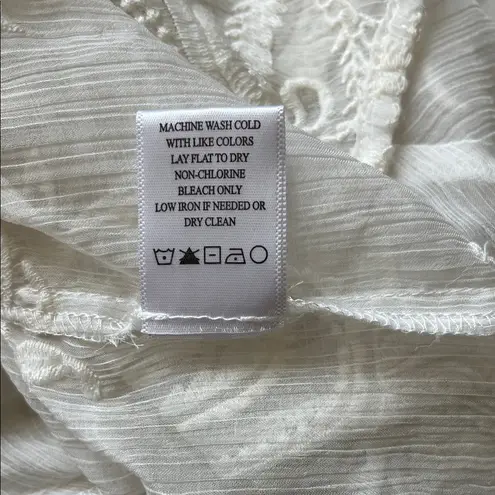 MACHINE WASH COLD
WITH LIKE COLORS
LAY FLAT TO DRY
NON-CHLORINE
BLEACH ONLY
LOW IRON IF NEEDED OR
DRY CLEAN